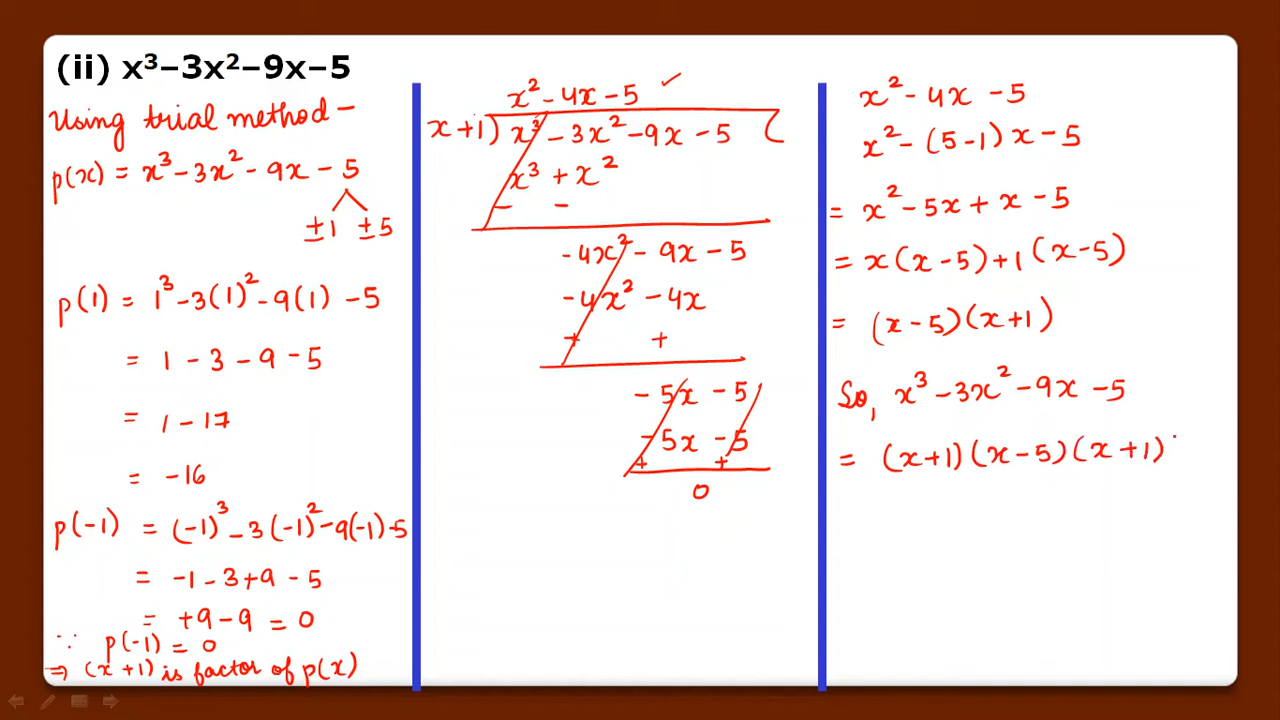 (ii) x³–3x²–9x–5
Using trial method –
p(x) = x³ - 3x² - 9x - 5
±1 ±5
p(1) = 1³ - 3(1)² - 9(1) - 5
= 1 - 3 - 9 - 5
= 1 - 17
= -16
p(-1) = (-1)³ - 3(-1)² - 9(-1) - 5
= -1 - 3 + 9 - 5
= +9 - 9 = 0
∵ p(-1) = 0
⇒ (x+1) is factor of p(x)
x² - 4x - 5 ✓
x+1) x³ - 3x² - 9x - 5 (
x³ + x²
- -
-4x² - 9x - 5
-4x² - 4x
+ +
-5x - 5
-5x - 5
+ +
0
x² - 4x - 5
x² - (5-1)x - 5
= x² - 5x + x - 5
= x(x-5) + 1(x-5)
= (x-5)(x+1)
So, x³ - 3x² - 9x - 5
= (x+1)(x-5)(x+1)